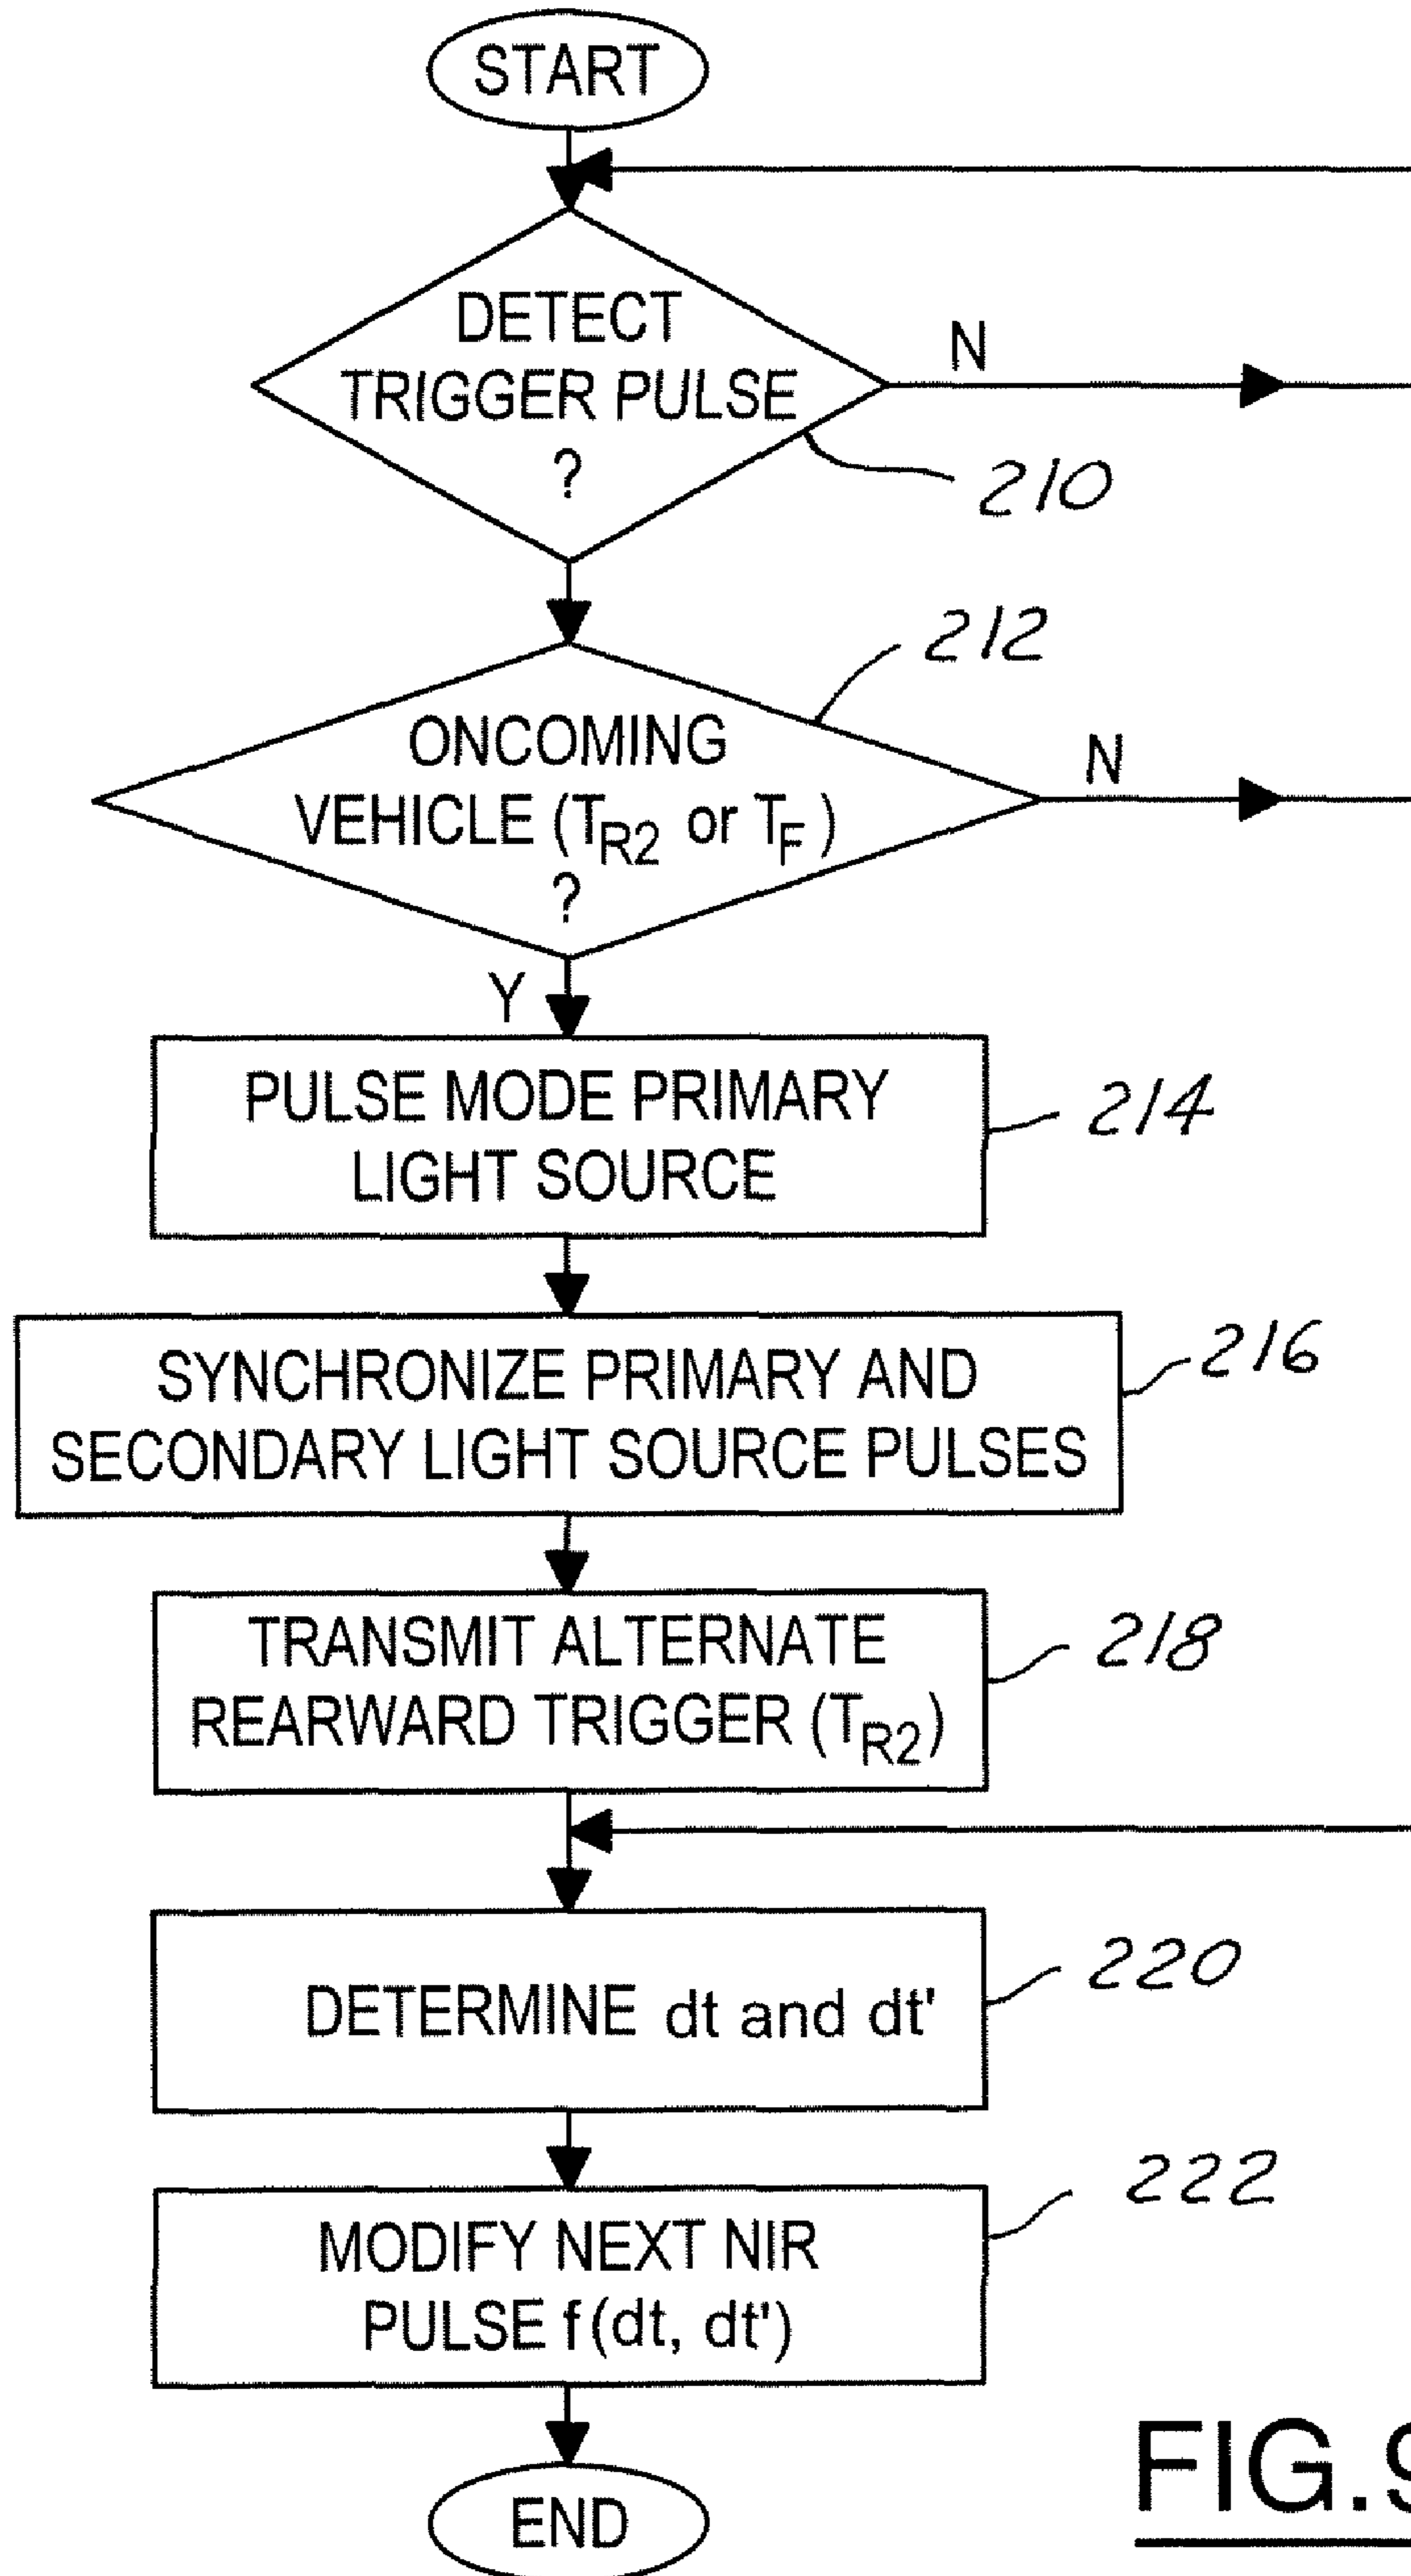 START
DETECT
TRIGGER PULSE
?
N
210
212
ONCOMING
VEHICLE (TR2 or TF)
?
N
Y
PULSE MODE PRIMARY
LIGHT SOURCE
214
SYNCHRONIZE PRIMARY AND
SECONDARY LIGHT SOURCE PULSES
216
TRANSMIT ALTERNATE
REARWARD TRIGGER (TR2)
218
DETERMINE dt and dt'
220
MODIFY NEXT NIR
PULSE f(dt, dt')
222
END
FIG.9